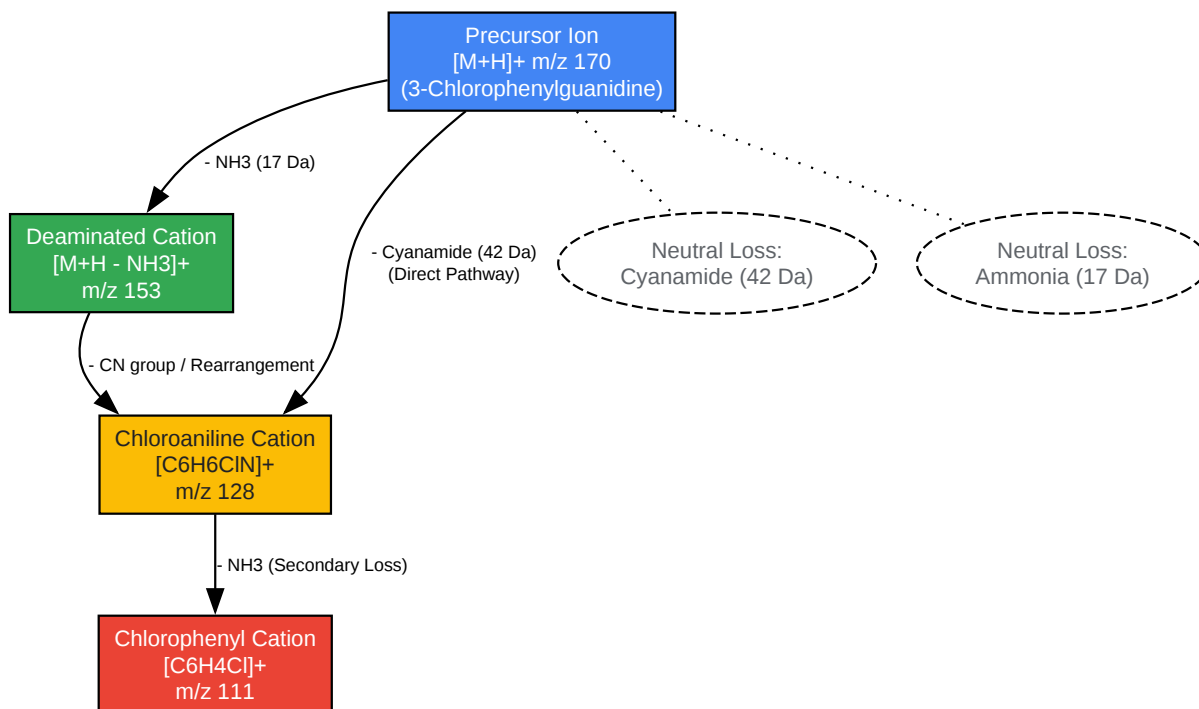 Precursor Ion
[M+H]+ m/z 170
(3-Chlorophenylguanidine)
- NH3 (17 Da)
Deaminated Cation
[M+H - NH3]+
m/z 153
- Cyanamide (42 Da)
(Direct Pathway)
Neutral Loss:
Cyanamide (42 Da)
Neutral Loss:
Ammonia (17 Da)
- CN group / Rearrangement
Chloroaniline Cation
[C6H6ClN]+
m/z 128
- NH3 (Secondary Loss)
Chlorophenyl Cation
[C6H4Cl]+
m/z 111